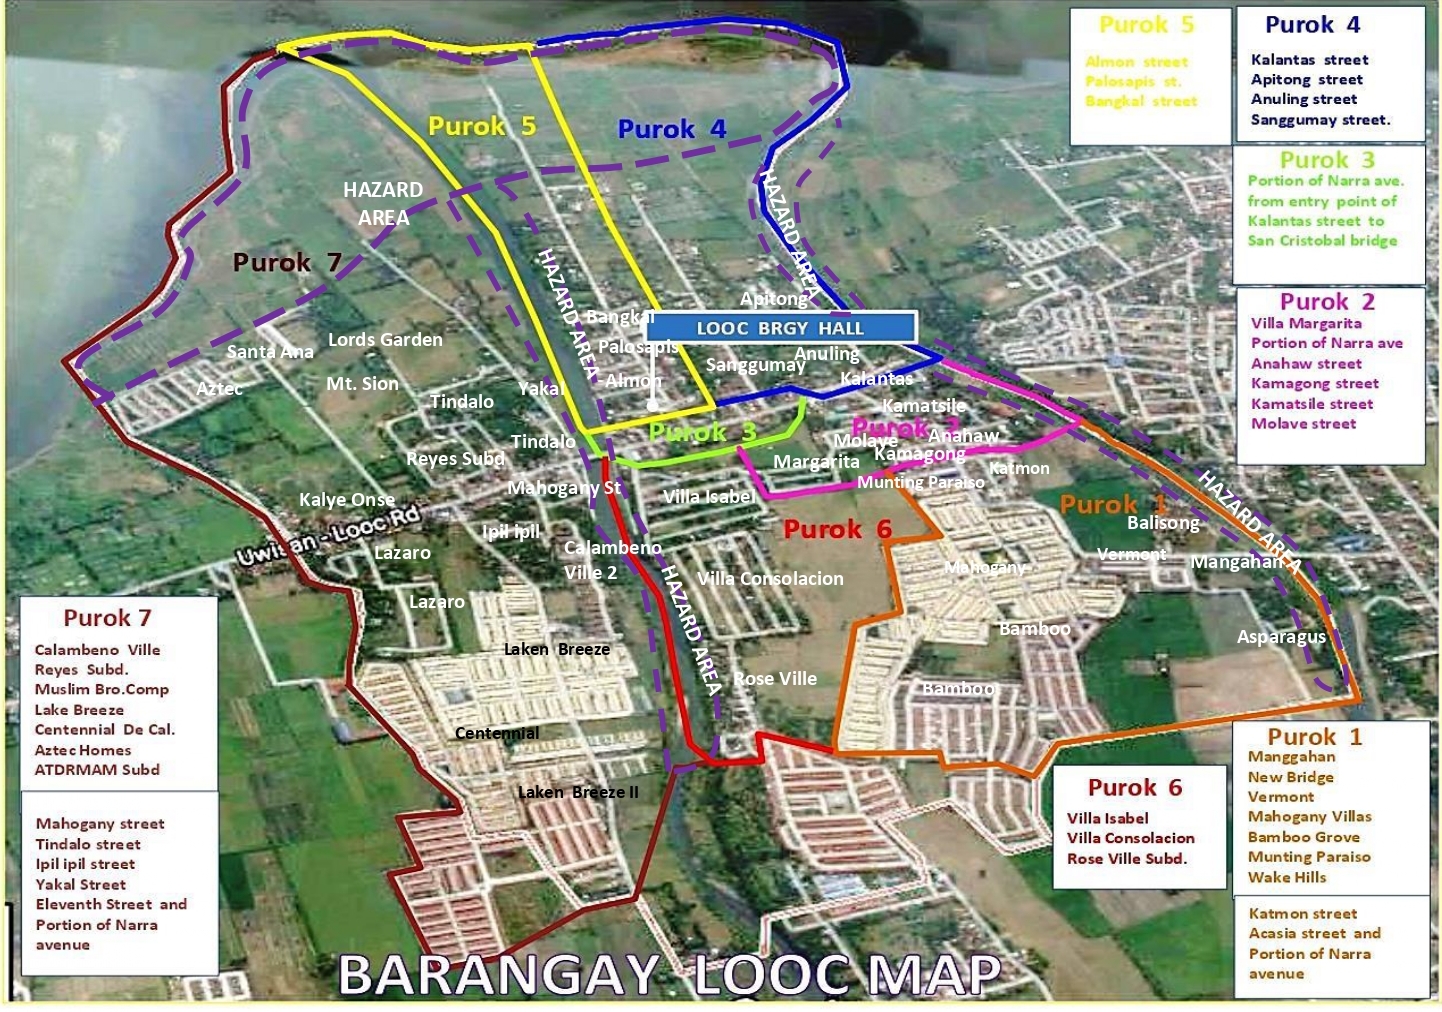 Purok 5
Almon street
Palosapis st.
Bangkal street
Purok 4
Kalantas street
Apitong street
Anuling street
Sanggumay street.
Purok 3
Portion of Narra ave.
from entry point of
Kalantas street to
San Cristobal bridge
Purok 2
Villa Margarita
Portion of Narra ave
Anahaw street
Kamagong street
Kamatsile street
Molave street
Purok 5
Purok 4
HAZARD
AREA
HAZARD AREA
Purok 7
HAZARD AREA
Apitong
Bangkal
LOOC BRGY HALL
Lords Garden
Santa Ana
Palosapis
Anuling
Sanggumay
Aztec
Mt. Sion
Yakal
Almon
Kalantas
Tindalo
Kamatsile
Purok 3
Purok 2
Tindalo
Molave
Anahaw
Reyes Subd
Margarita
Kamagong
Katmon
Mahogany St
Villa Isabel
Munting Paraiso
Kalye Onse
Purok 1
HAZARD AREA
Uwisan - Looc Rd
Ipil ipil
Purok 6
Balisong
Lazaro
Calambeno
Ville 2
Vermont
Mangahan
Mahogany
Villa Consolacion
Lazaro
HAZARD AREA
Bamboo
Asparagus
Laken Breeze
Rose Ville
Bamboo
Centennial
Laken Breeze II
Purok 7
Calambeno Ville
Reyes Subd.
Muslim Bro.Comp
Lake Breeze
Centennial De Cal.
Aztec Homes
ATDRMAM Subd
Mahogany street
Tindalo street
Ipil ipil street
Yakal Street
Eleventh Street and
Portion of Narra
avenue
Purok 6
Villa Isabel
Villa Consolacion
Rose Ville Subd.
Purok 1
Manggahan
New Bridge
Vermont
Mahogany Villas
Bamboo Grove
Munting Paraiso
Wake Hills
Katmon street
Acasia street and
Portion of Narra
avenue
BARANGAY LOOC MAP